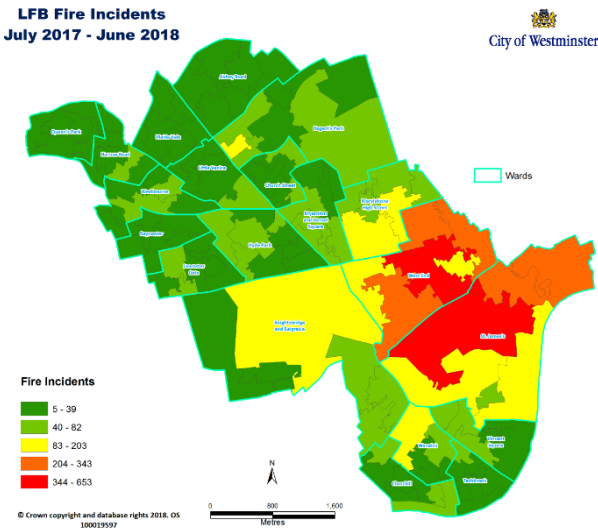 LFB Fire Incidents
July 2017 - June 2018
City of Westminster
Abbey Road
Queen's Park
Maida Vale
Regent's Park
Harrow Road
Little Venice
Westbourne
Church Street
Wards
Marylebone
High Street
Bryanston
and Dorset
Square
Bayswater
Hyde Park
Lancaster
Gate
West End
Knightsbridge
and Belgravia
St. James's
Fire Incidents
5 - 39
40 - 82
83 - 203
204 - 343
344 - 653
Vincent
Square
Warwick
Churchill
Tachbrook
N
0 800 1,600
Metres
© Crown copyright and database rights 2018. OS
100019597